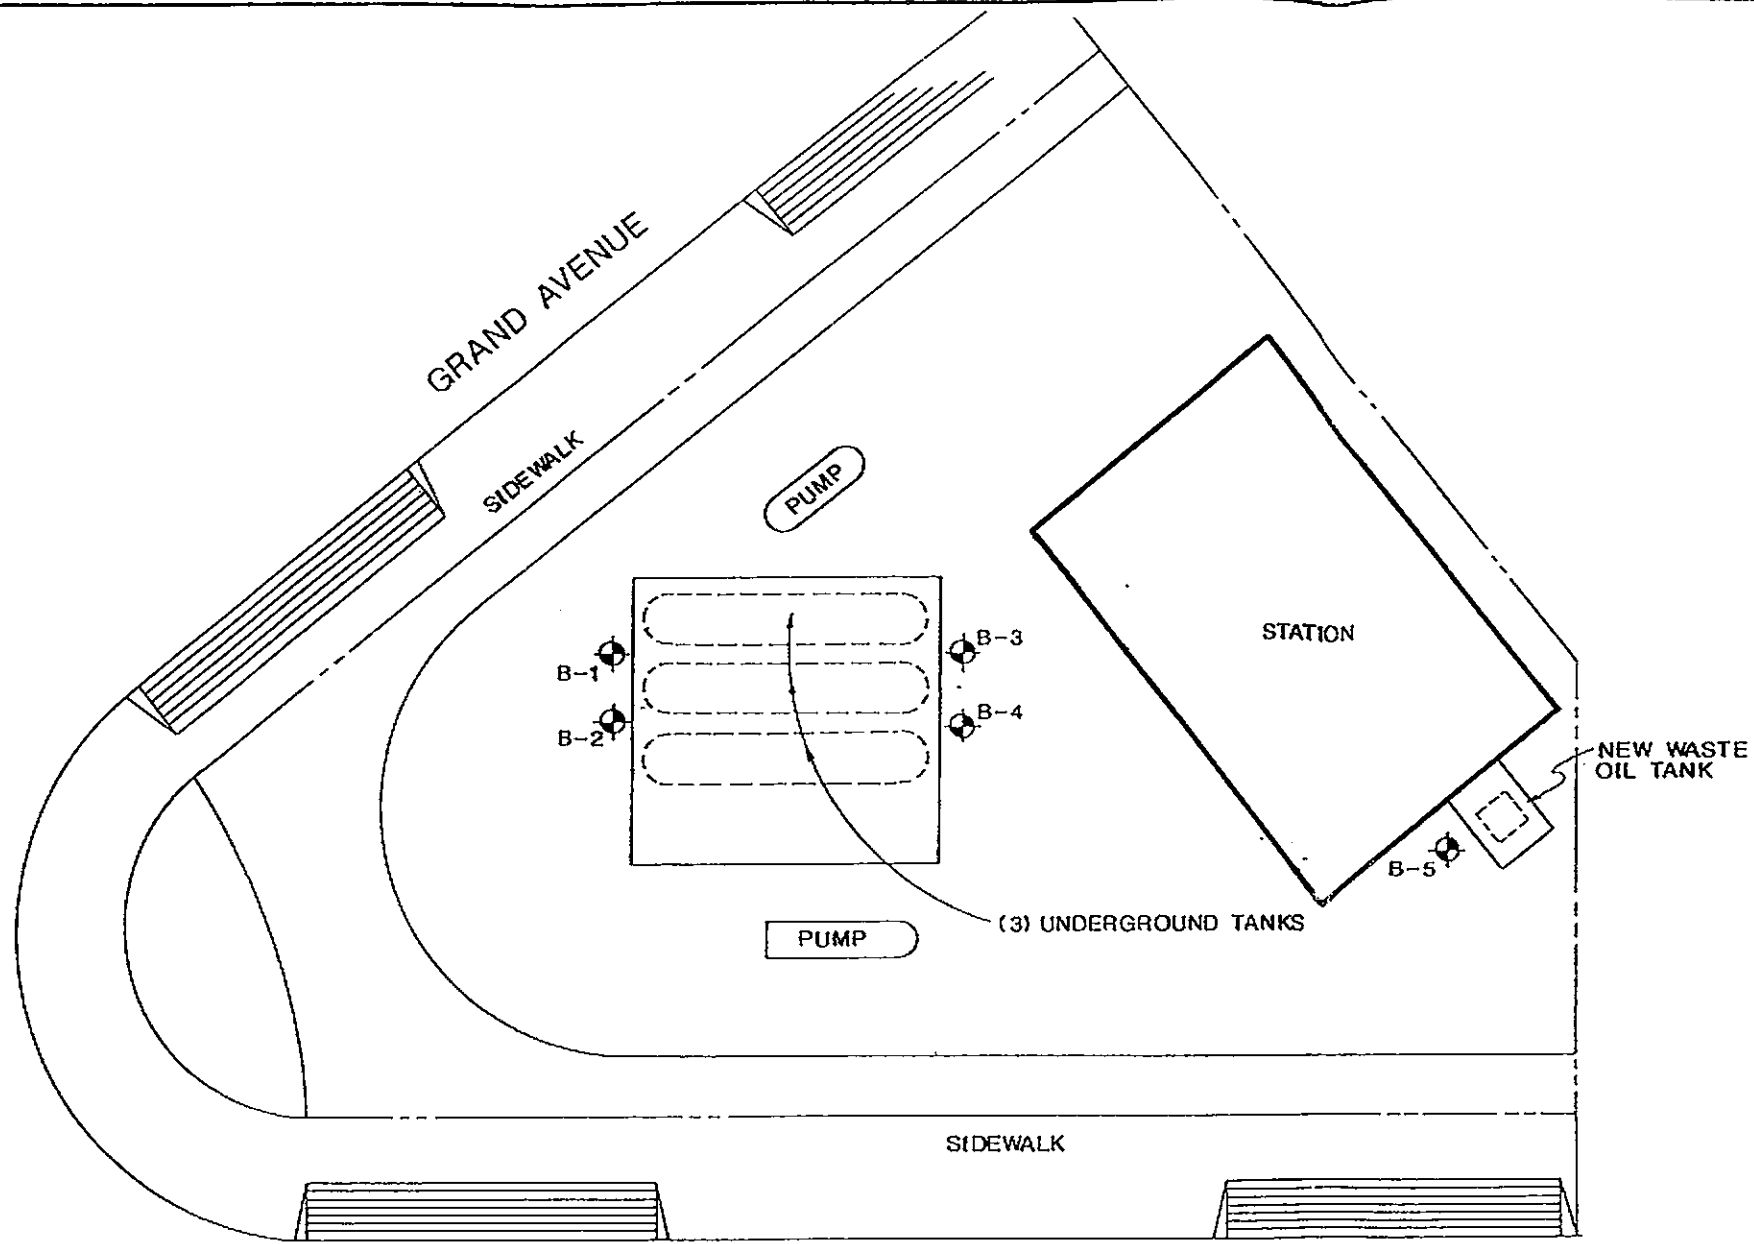 GRAND AVENUE
SIDEWALK
PUMP
B-1
B-2
B-3
B-4
STATION
NEW WASTE
OIL TANK
B-5
(3) UNDERGROUND TANKS
PUMP
SIDEWALK